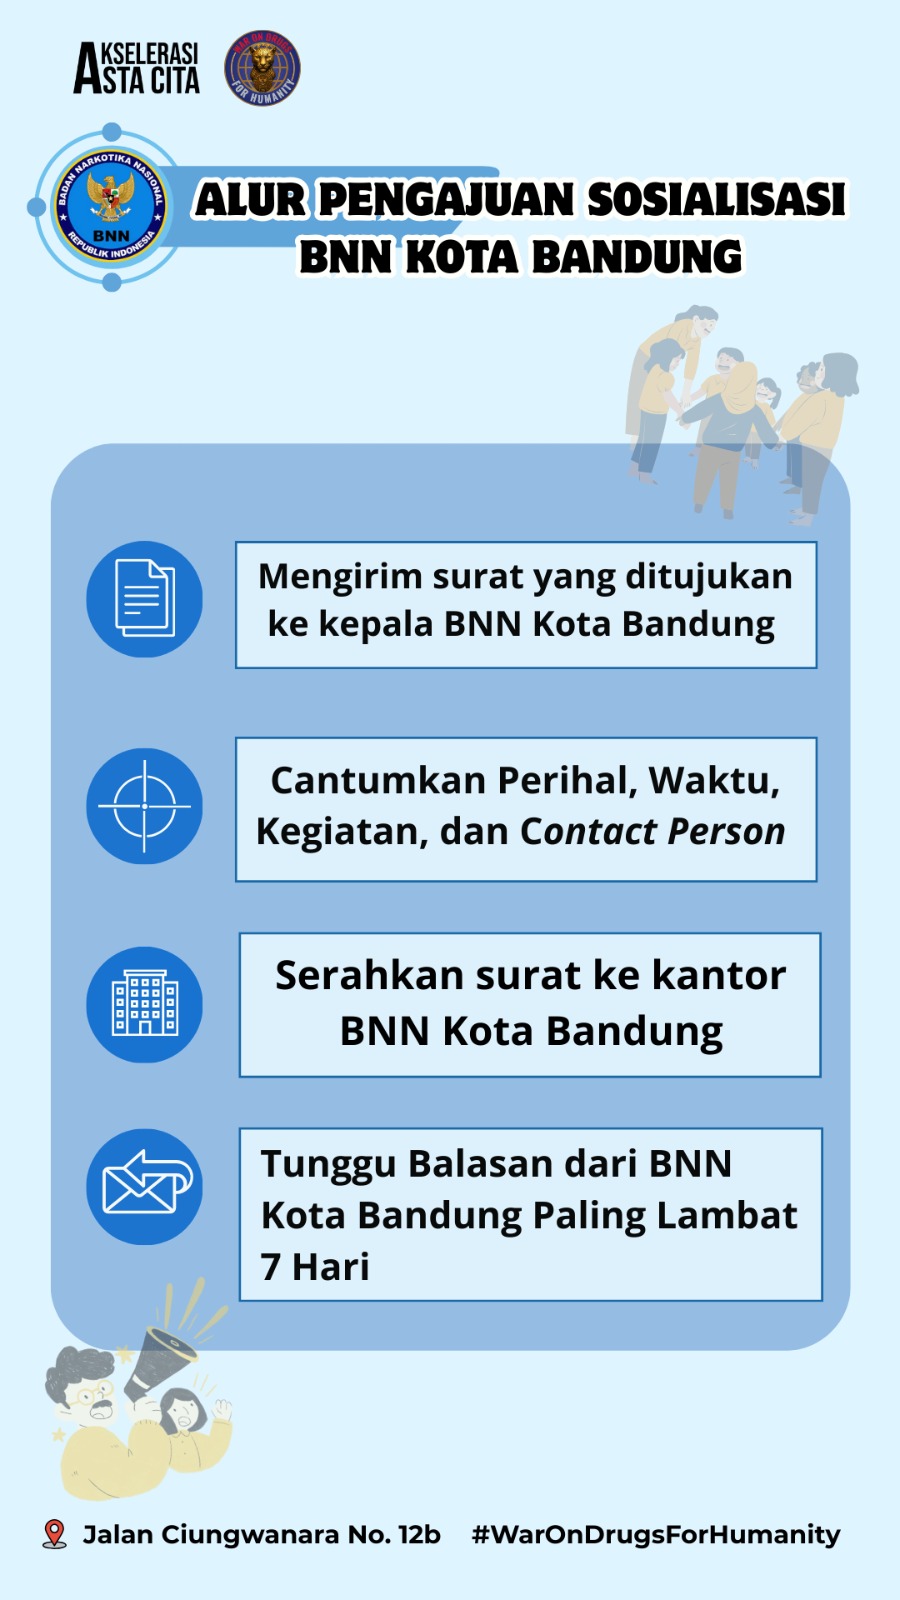 AKSELERASI
ASTA CITA
WAR ON DRUGS
FOR HUMANITY
BADAN NARKOTIKA NASIONAL
BNN
REPUBLIK INDONESIA
ALUR PENGAJUAN SOSIALISASI
BNN KOTA BANDUNG
Mengirim surat yang ditujukan
ke kepala BNN Kota Bandung
Cantumkan Perihal, Waktu,
Kegiatan, dan Contact Person
Serahkan surat ke kantor
BNN Kota Bandung
Tunggu Balasan dari BNN
Kota Bandung Paling Lambat
7 Hari
Jalan Ciungwanara No. 12b #WarOnDrugsForHumanity